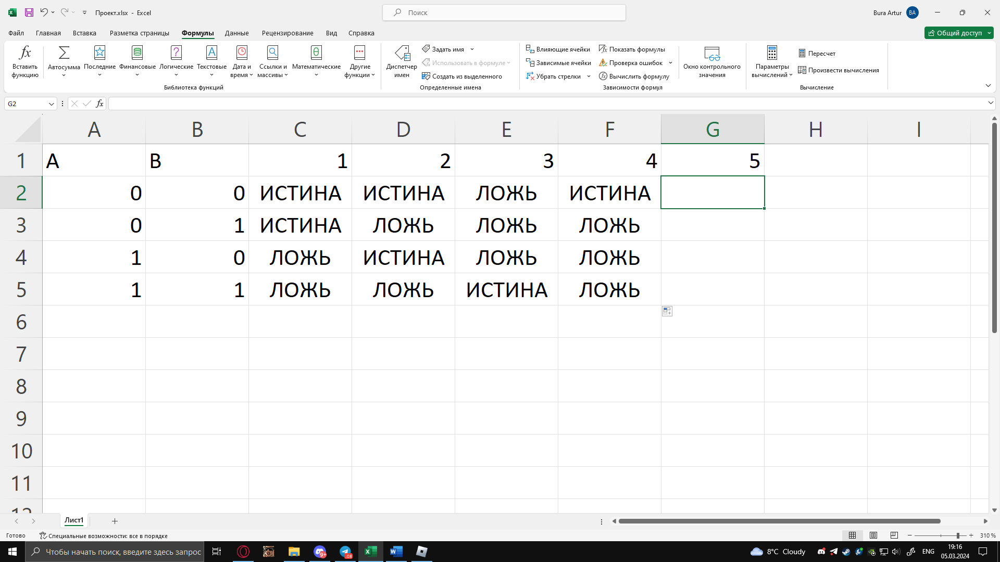 Проект.xlsx - Excel
Поиск
Bura Artur
BA
Файл Главная Вставка Разметка страницы Формулы Данные Рецензирование Вид Справка
Общий доступ
Вставить функцию
Автосумма
Последние
Финансовые
Логические
Текстовые
Дата и время
Ссылки и массивы
Математические
Другие функции
Библиотека функций
Диспетчер имен
Задать имя
Использовать в формуле
Создать из выделенного
Определенные имена
Влияющие ячейки
Зависимые ячейки
Убрать стрелки
Показать формулы
Проверка ошибок
Вычислить формулу
Зависимости формул
Окно контрольного значения
Параметры вычислений
Пересчет
Произвести вычисления
Вычисление
G2
fx
A B C D E F G H I
1 A B 1 2 3 4 5
2 0 0 ИСТИНА ИСТИНА ЛОЖЬ ИСТИНА
3 0 1 ИСТИНА ЛОЖЬ ЛОЖЬ ЛОЖЬ
4 1 0 ЛОЖЬ ИСТИНА ЛОЖЬ ЛОЖЬ
5 1 1 ЛОЖЬ ЛОЖЬ ИСТИНА ЛОЖЬ
6
7
8
9
10
11
12
Лист1
Готово
Специальные возможности: все в порядке
310 %
Чтобы начать поиск, введите здесь запрос
9+
.08
8°C Cloudy
ENG
19:16
05.03.2024